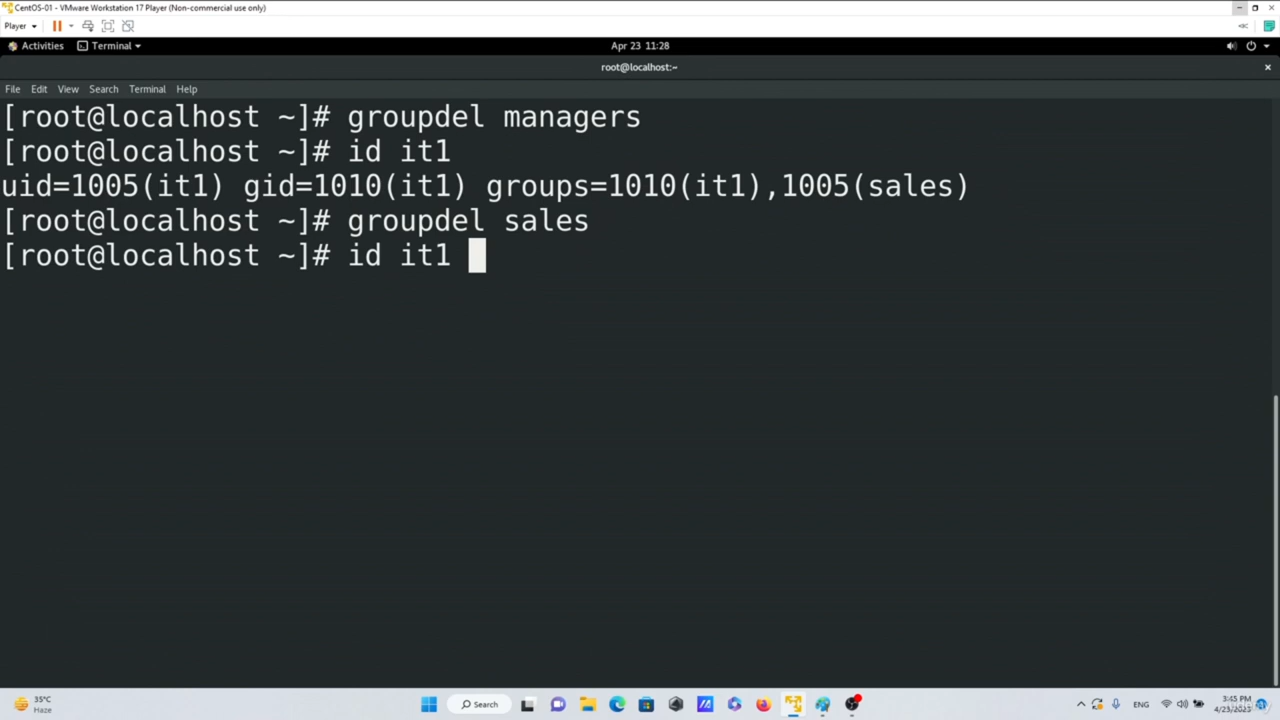 CentOS-01 - VMware Workstation 17 Player (Non-commercial use only)
Player
Activities Terminal Apr 23 11:28
root@localhost:~
File Edit View Search Terminal Help
[root@localhost ~]# groupdel managers
[root@localhost ~]# id it1
uid=1005(it1) gid=1010(it1) groups=1010(it1),1005(sales)
[root@localhost ~]# groupdel sales
[root@localhost ~]# id it1
35°C
Haze
Search
ENG
3:45 PM
4/23/2023